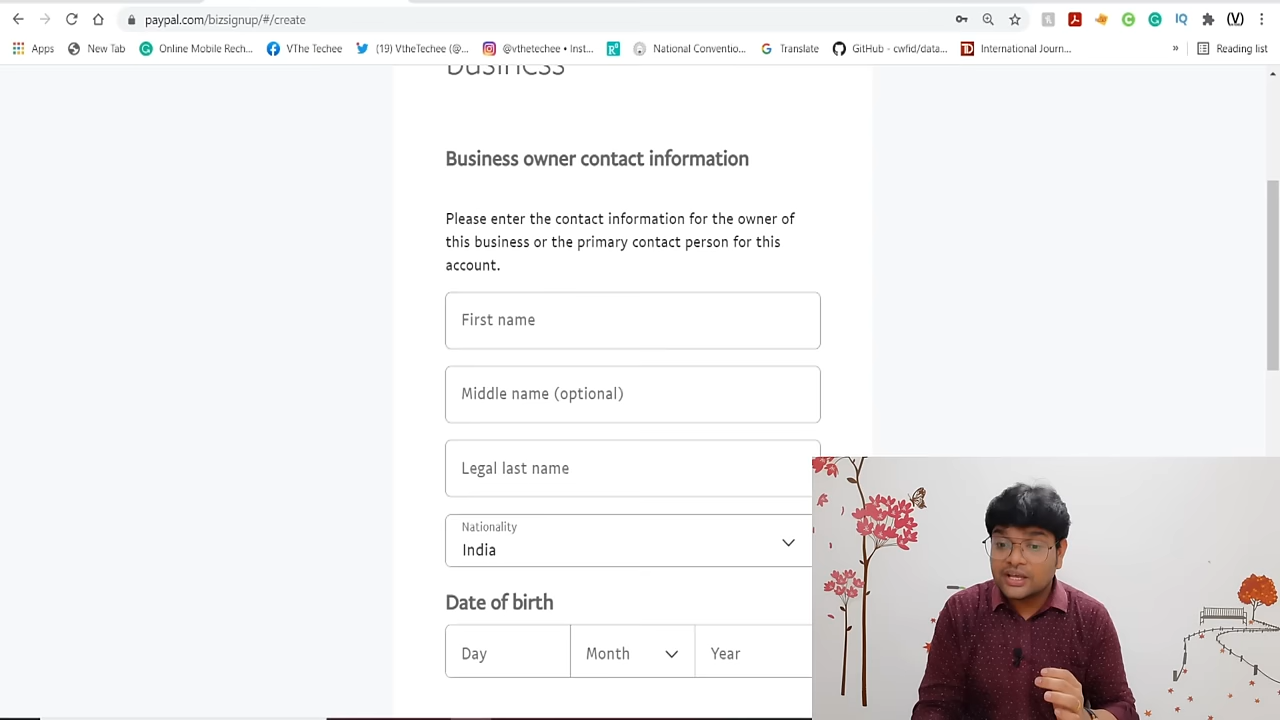 paypal.com/bizsignup/#/create
IQ
(V)
Apps
New Tab
Online Mobile Rech...
VThe Techee
(19) VtheTechee (@...
@vthetechee • Inst...
National Conventio...
Translate
GitHub - cwfid/data...
International Journ...
»
Reading list
Business
Business owner contact information
Please enter the contact information for the owner of
this business or the primary contact person for this
account.
First name
Middle name (optional)
Legal last name
Nationality
India
Date of birth
Day
Month
Year